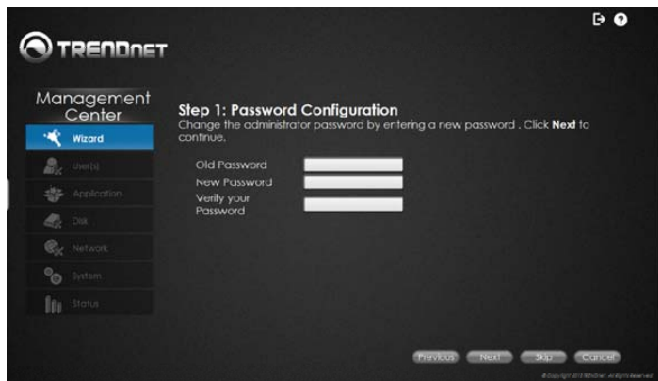 TRENDNET
Management
Center
Wizard
User(s)
Application
Disk
Network
System
Status
Step 1: Password Configuration
Change the administrator password by entering a new password . Click Next to
continue.
Old Password
New Password
Verify your
Password
Previous
Next
Skip
Cancel